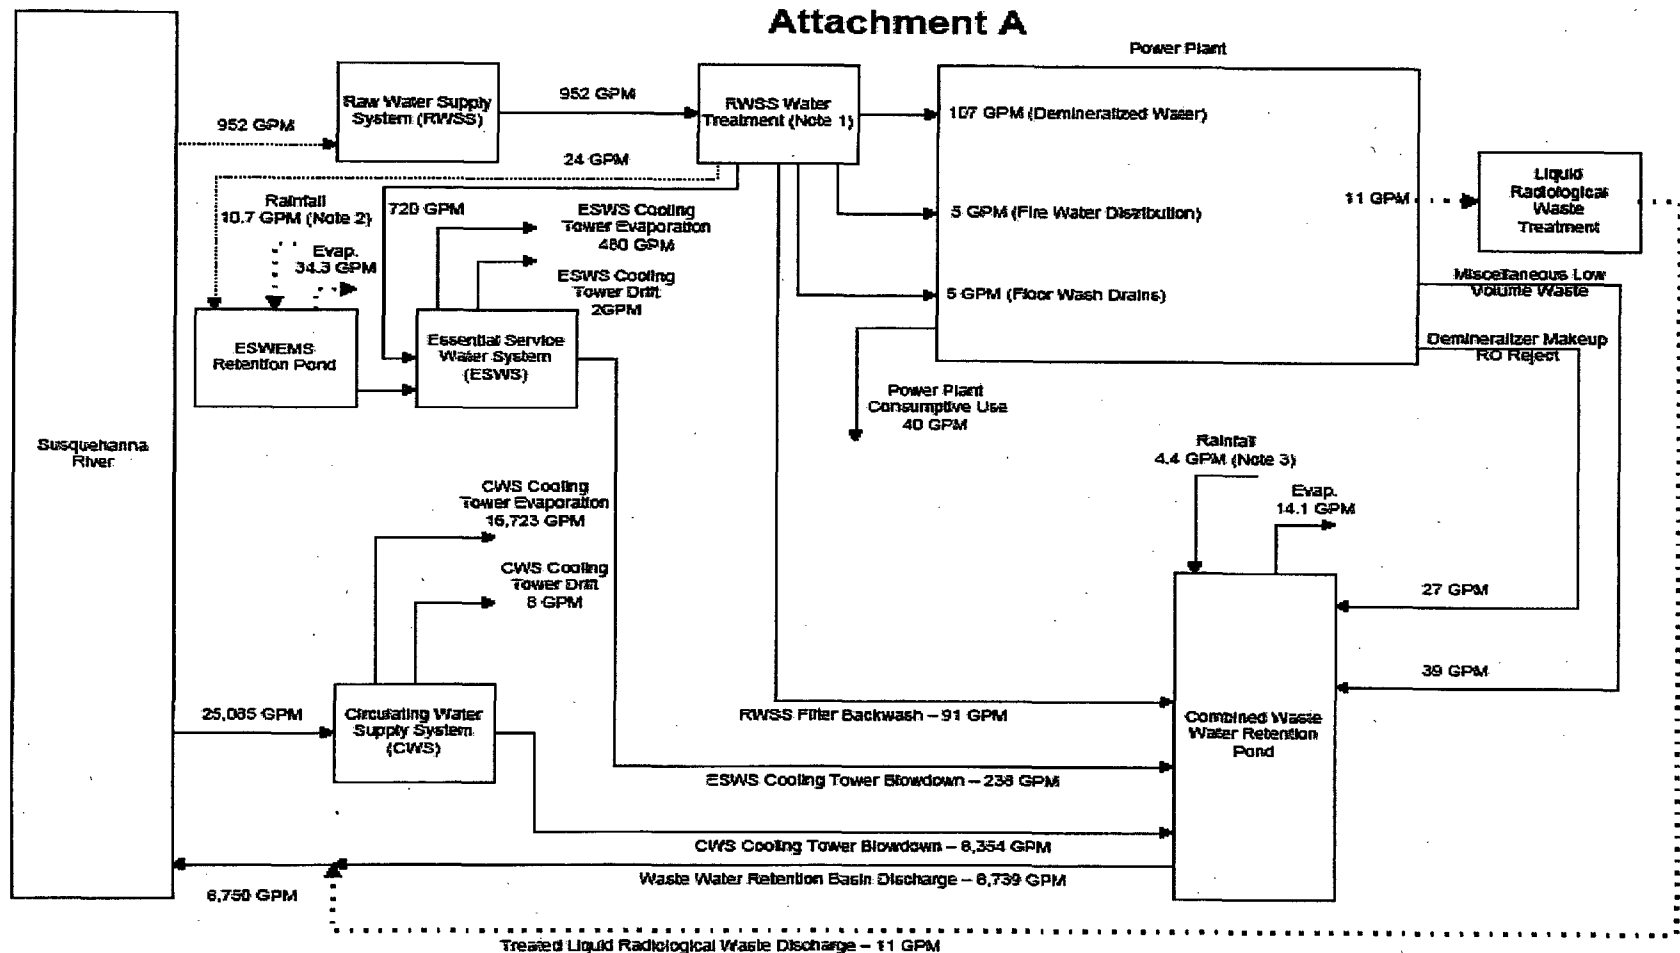 Attachment A
Power Plant
Raw Water Supply
System (RWSS)
952 GPM
952 GPM
RWSS Water
Treatment (Note 1)
107 GPM (Demineralized Water)
24 GPM
Rainfall
10.7 GPM (Note 2)
720 GPM
ESWS Cooling
Tower Evaporation
480 GPM
5 GPM (Fire Water Distribution)
11 GPM
Liquid
Radiological
Waste
Treatment
Evap.
34.3 GPM
ESWS Cooling
Tower Drift
2GPM
5 GPM (Floor Wash Drains)
Miscellaneous Low
Volume Waste
ESWEMS
Retention Pond
Essential Service
Water System
(ESWS)
Demineralizer Makeup
RO Reject
Power Plant
Consumptive Use
40 GPM
Susquehanna
River
Rainfall
4.4 GPM (Note 3)
Evap.
14.1 GPM
CWS Cooling
Tower Evaporation
16,723 GPM
CWS Cooling
Tower Drift
8 GPM
27 GPM
39 GPM
25,085 GPM
Circulating Water
Supply System
(CWS)
RWSS Filter Backwash – 91 GPM
Combined Waste
Water Retention
Pond
ESWS Cooling Tower Blowdown – 238 GPM
CWS Cooling Tower Blowdown – 8,354 GPM
Waste Water Retention Basin Discharge – 8,739 GPM
8,750 GPM
Treated Liquid Radiological Waste Discharge – 11 GPM